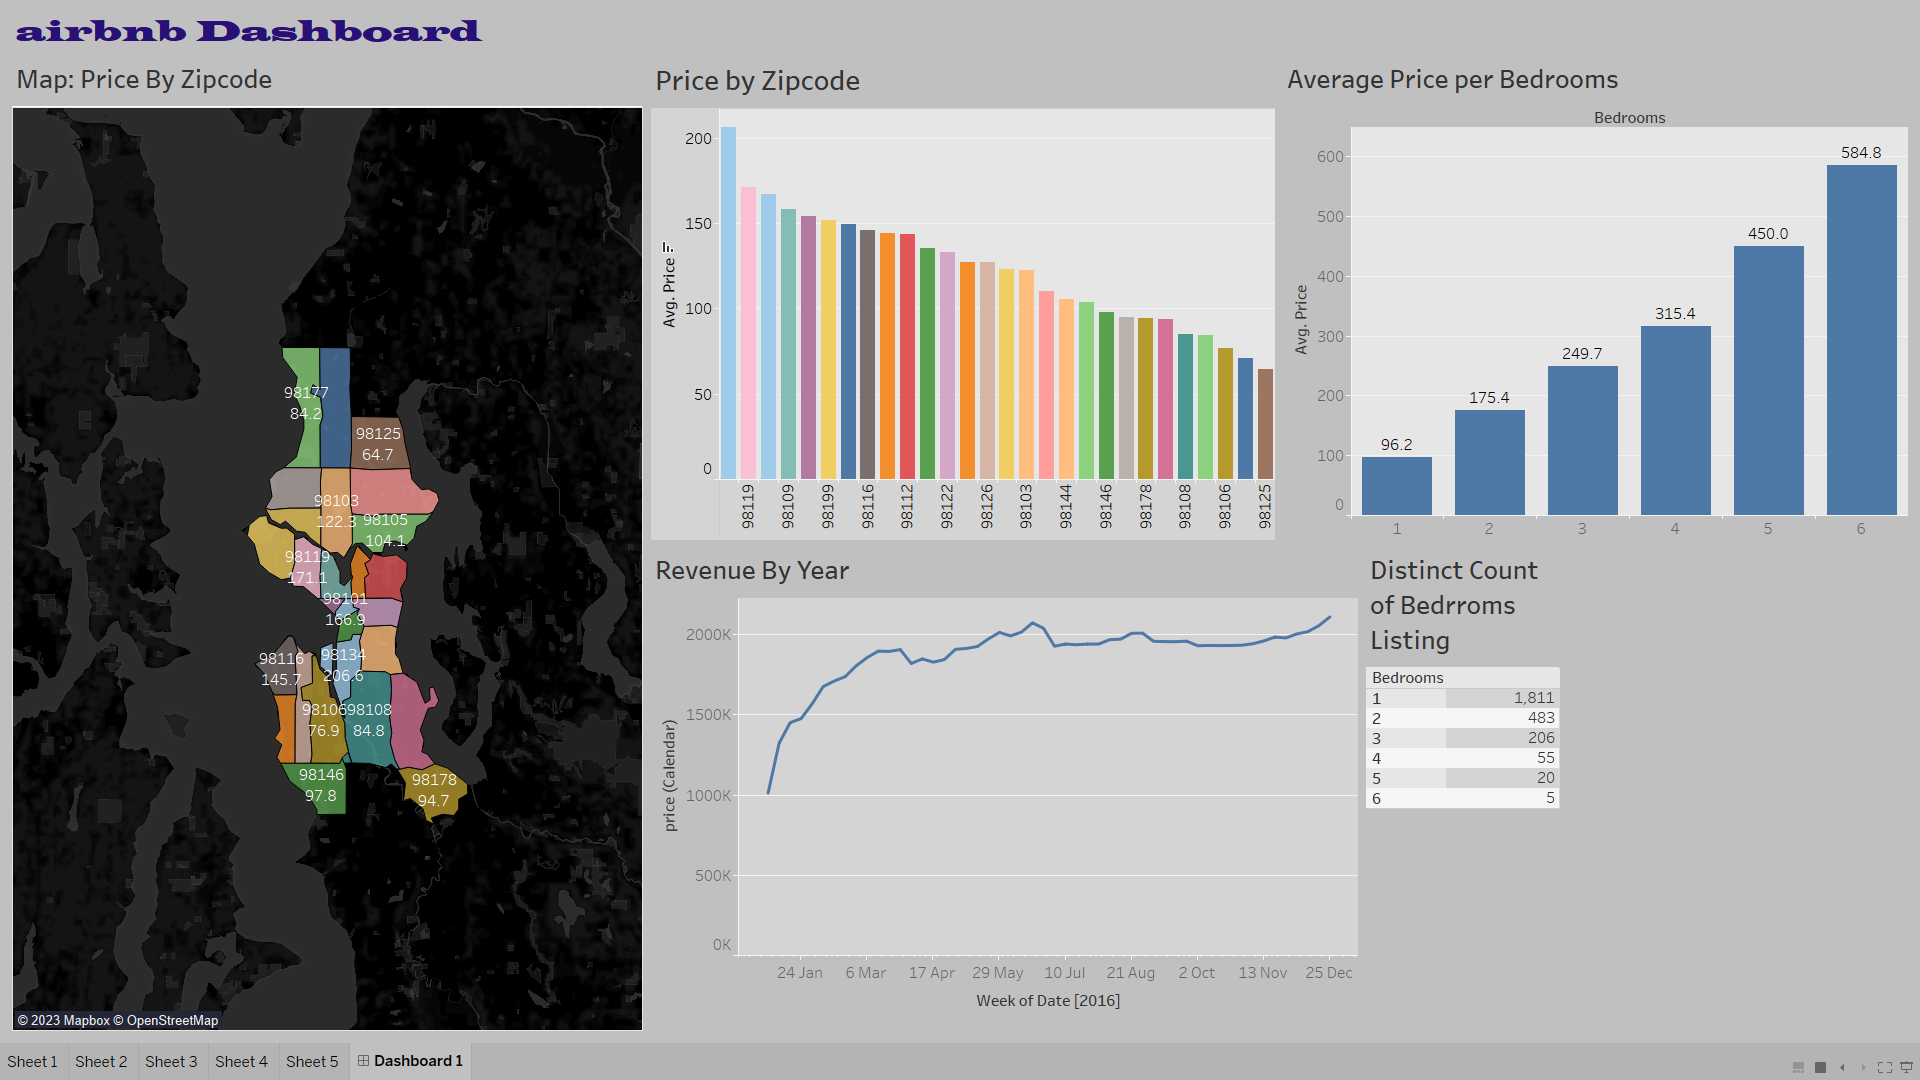 airbnb Dashboard
Map: Price By Zipcode
98177
84.2
98125
64.7
98103
122.3
98105
104.1
98119
171.1
98101
166.9
98116
145.7
98134
206.6
98106
76.9
98108
84.8
98146
97.8
98178
94.7
© 2023 Mapbox © OpenStreetMap
Price by Zipcode
Avg. Price
200
150
100
50
0
98119
98109
98199
98116
98112
98122
98126
98103
98144
98146
98178
98108
98106
98125
Average Price per Bedrooms
Bedrooms
Avg. Price
600
500
400
300
200
100
0
96.2
175.4
249.7
315.4
450.0
584.8
1 2 3 4 5 6
Revenue By Year
price (Calendar)
2000K
1500K
1000K
500K
0K
24 Jan 6 Mar 17 Apr 29 May 10 Jul 21 Aug 2 Oct 13 Nov 25 Dec
Week of Date [2016]
Distinct Count
of Bedrroms
Listing
Bedrooms
1 1,811
2 483
3 206
4 55
5 20
6 5
Sheet 1 Sheet 2 Sheet 3 Sheet 4 Sheet 5 Dashboard 1